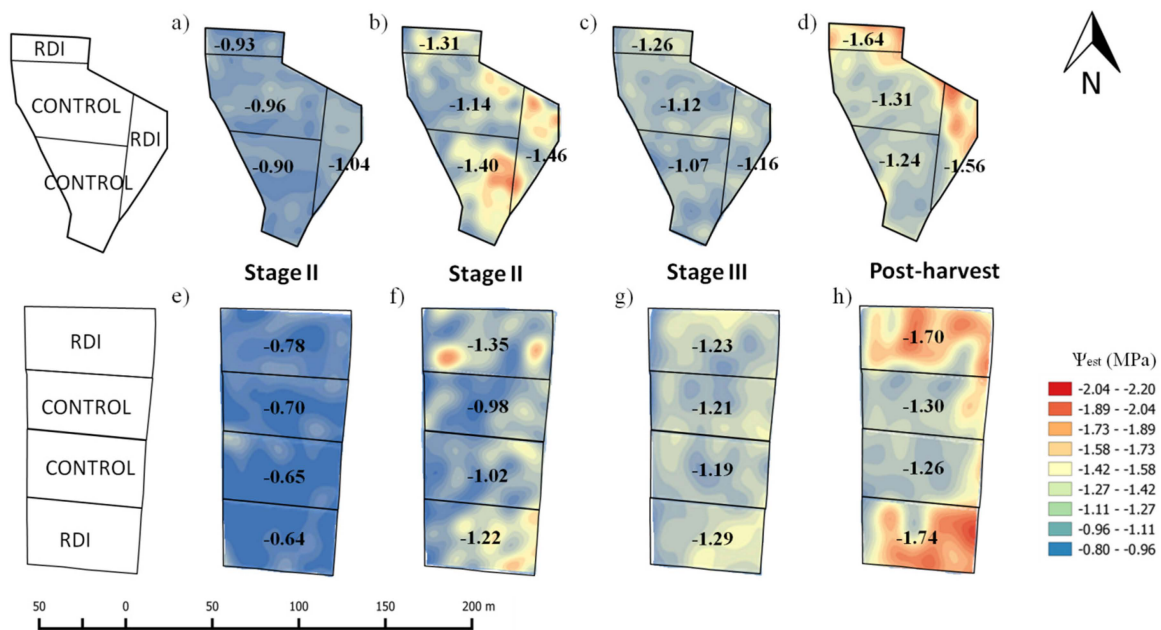 a)
b)
c)
d)
RDI
CONTROL
RDI
CONTROL
-0.93
-0.96
-0.90
-1.04
-1.31
-1.14
-1.40
-1.46
-1.26
-1.12
-1.07
-1.16
-1.64
-1.31
-1.24
-1.56
N
Stage II
Stage II
Stage III
Post-harvest
e)
f)
g)
h)
RDI
CONTROL
CONTROL
RDI
-0.78
-0.70
-0.65
-0.64
-1.35
-0.98
-1.02
-1.22
-1.23
-1.21
-1.19
-1.29
-1.70
-1.30
-1.26
-1.74
Ψest (MPa)
-2.04 - -2.20
-1.89 - -2.04
-1.73 - -1.89
-1.58 - -1.73
-1.42 - -1.58
-1.27 - -1.42
-1.11 - -1.27
-0.96 - -1.11
-0.80 - -0.96
50 0 50 100 150 200 m